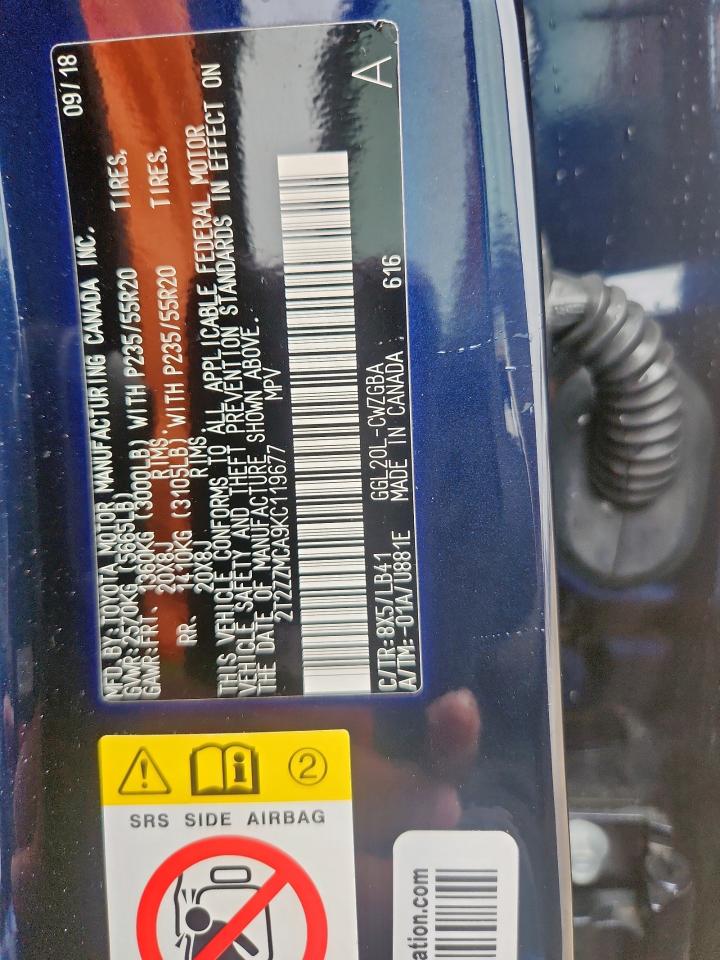 MFD.BY:TOYOTA MOTOR MANUFACTURING CANADA INC. 09/18
GVWR:2570KG (5665LB)
GAWR:FRT. 1360KG (3000LB) WITH P235/55R20 TIRES,
20X8J RIMS,
RR. 1410KG (3105LB) WITH P235/55R20 TIRES,
20X8J RIMS
THIS VEHICLE CONFORMS TO ALL APPLICABLE FEDERAL MOTOR
VEHICLE SAFETY AND THEFT PREVENTION STANDARDS IN EFFECT ON
THE DATE OF MANUFACTURE SHOWN ABOVE.
2T2ZZMCA9KC119677 MPV
C/TR:8X5/LB41 GGL20L-CWZGBA
A/TM:-01A/U881E MADE IN CANADA 616 A
2
SRS SIDE AIRBAG
ation.com